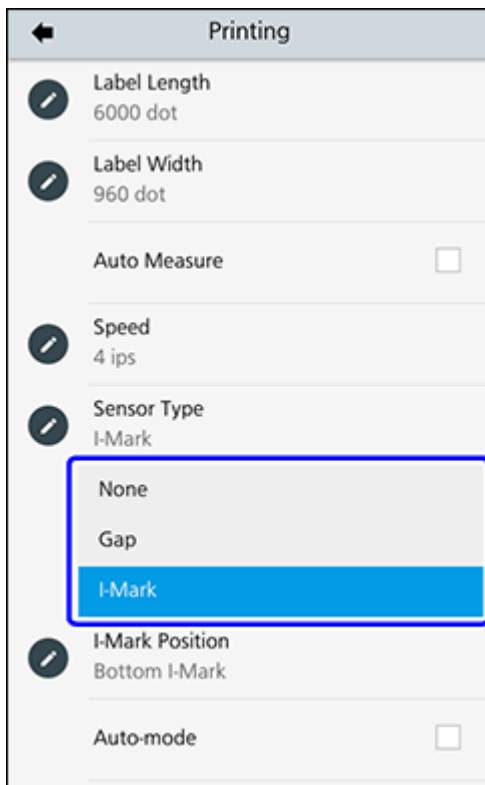 Printing
Label Length
6000 dot
Label Width
960 dot
Auto Measure
Speed
4 ips
Sensor Type
I-Mark
None
Gap
I-Mark
I-Mark Position
Bottom I-Mark
Auto-mode